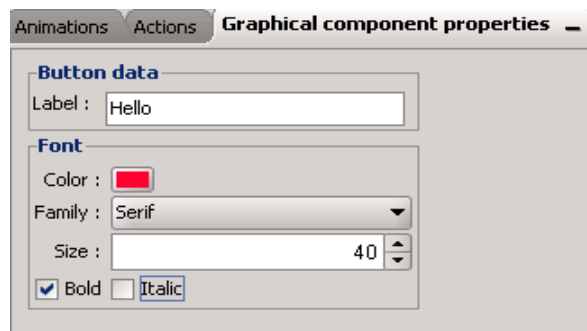 Animations Actions Graphical component properties
Button data
Label : Hello
Font
Color :
Family : Serif
Size : 40
Bold Italic